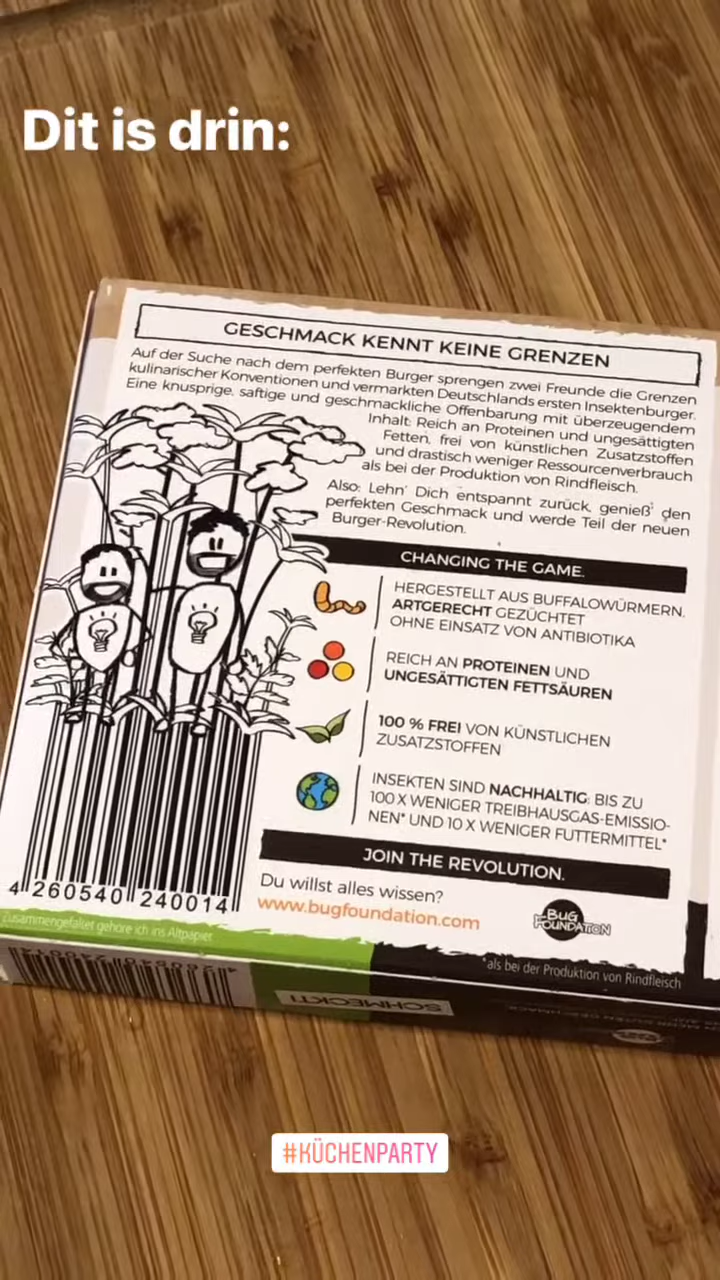 Dit is drin:
GESCHMACK KENNT KEINE GRENZEN
Auf der Suche nach dem perfekten Burger sprengen zwei Freunde die Grenzen
kulinarischer Konventionen und vermarkten Deutschlands ersten Insektenburger.
Eine knusprige, saftige und geschmackliche Offenbarung mit überzeugendem
Inhalt: Reich an Proteinen und ungesättigten
Fetten, frei von künstlichen Zusatzstoffen
und drastisch weniger Ressourcenverbrauch
als bei der Produktion von Rindfleisch.
Also: Lehn' Dich entspannt zurück, genieß' den
perfekten Geschmack und werde Teil der neuen
Burger-Revolution.
CHANGING THE GAME.
HERGESTELLT AUS BUFFALOWÜRMERN.
ARTGERECHT GEZÜCHTET
OHNE EINSATZ VON ANTIBIOTIKA
REICH AN PROTEINEN UND
UNGESÄTTIGTEN FETTSÄUREN
100 % FREI VON KÜNSTLICHEN
ZUSATZSTOFFEN
INSEKTEN SIND NACHHALTIG: BIS ZU
100 X WENIGER TREIBHAUSGAS-EMISSIO-
NEN* UND 10 X WENIGER FUTTERMITTEL*
JOIN THE REVOLUTION.
Du willst alles wissen?
www.bugfoundation.com
BUG
FOUNDATION
4 260540 240014
Zusammengefaltet gehöre ich ins Altpapier
*als bei der Produktion von Rindfleisch
4 260540 240014
SCHMECKT!
#KÜCHENPARTY